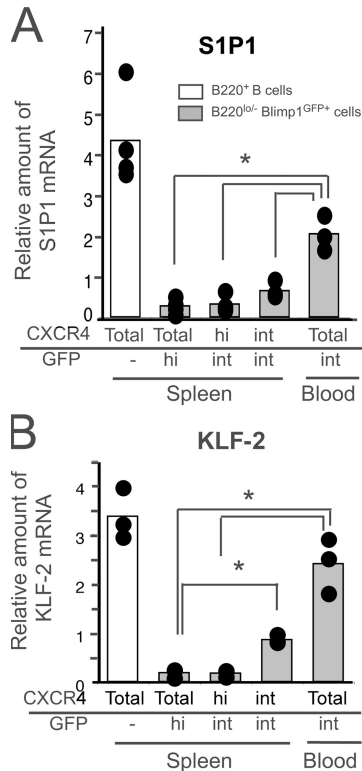 A
S1P1
B220+ B cells
B220lo/- Blimp1GFP+ cells
Relative amount of
S1P1 mRNA
7
6
5
4
3
2
1
0
*
CXCR4 Total Total hi int Total
GFP - hi int int int
Spleen Blood
B
KLF-2
Relative amount of
KLF-2 mRNA
4
3
2
1
0
*
*
CXCR4 Total Total hi int Total
GFP - hi int int int
Spleen Blood